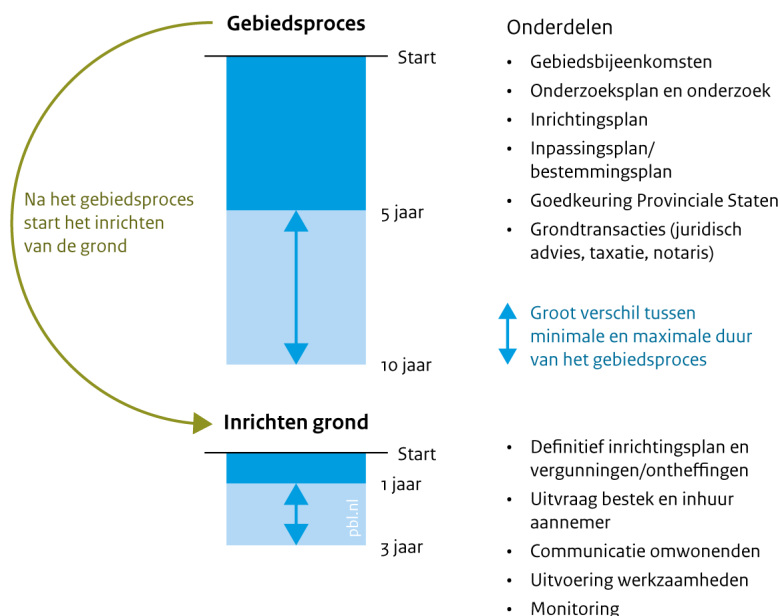 Gebiedsproces
Start
5 jaar
10 jaar
Na het gebiedsproces
start het inrichten
van de grond
Onderdelen
• Gebiedsbijeenkomsten
• Onderzoeksplan en onderzoek
• Inrichtingsplan
• Inpassingsplan/
bestemmingsplan
• Goedkeuring Provinciale Staten
• Grondtransacties (juridisch
advies, taxatie, notaris)
Groot verschil tussen
minimale en maximale duur
van het gebiedsproces
Inrichten grond
Start
1 jaar
3 jaar
pbl.nl
• Definitief inrichtingsplan en
vergunningen/ontheffingen
• Uitvraag bestek en inhuur
aannemer
• Communicatie omwonenden
• Uitvoering werkzaamheden
• Monitoring